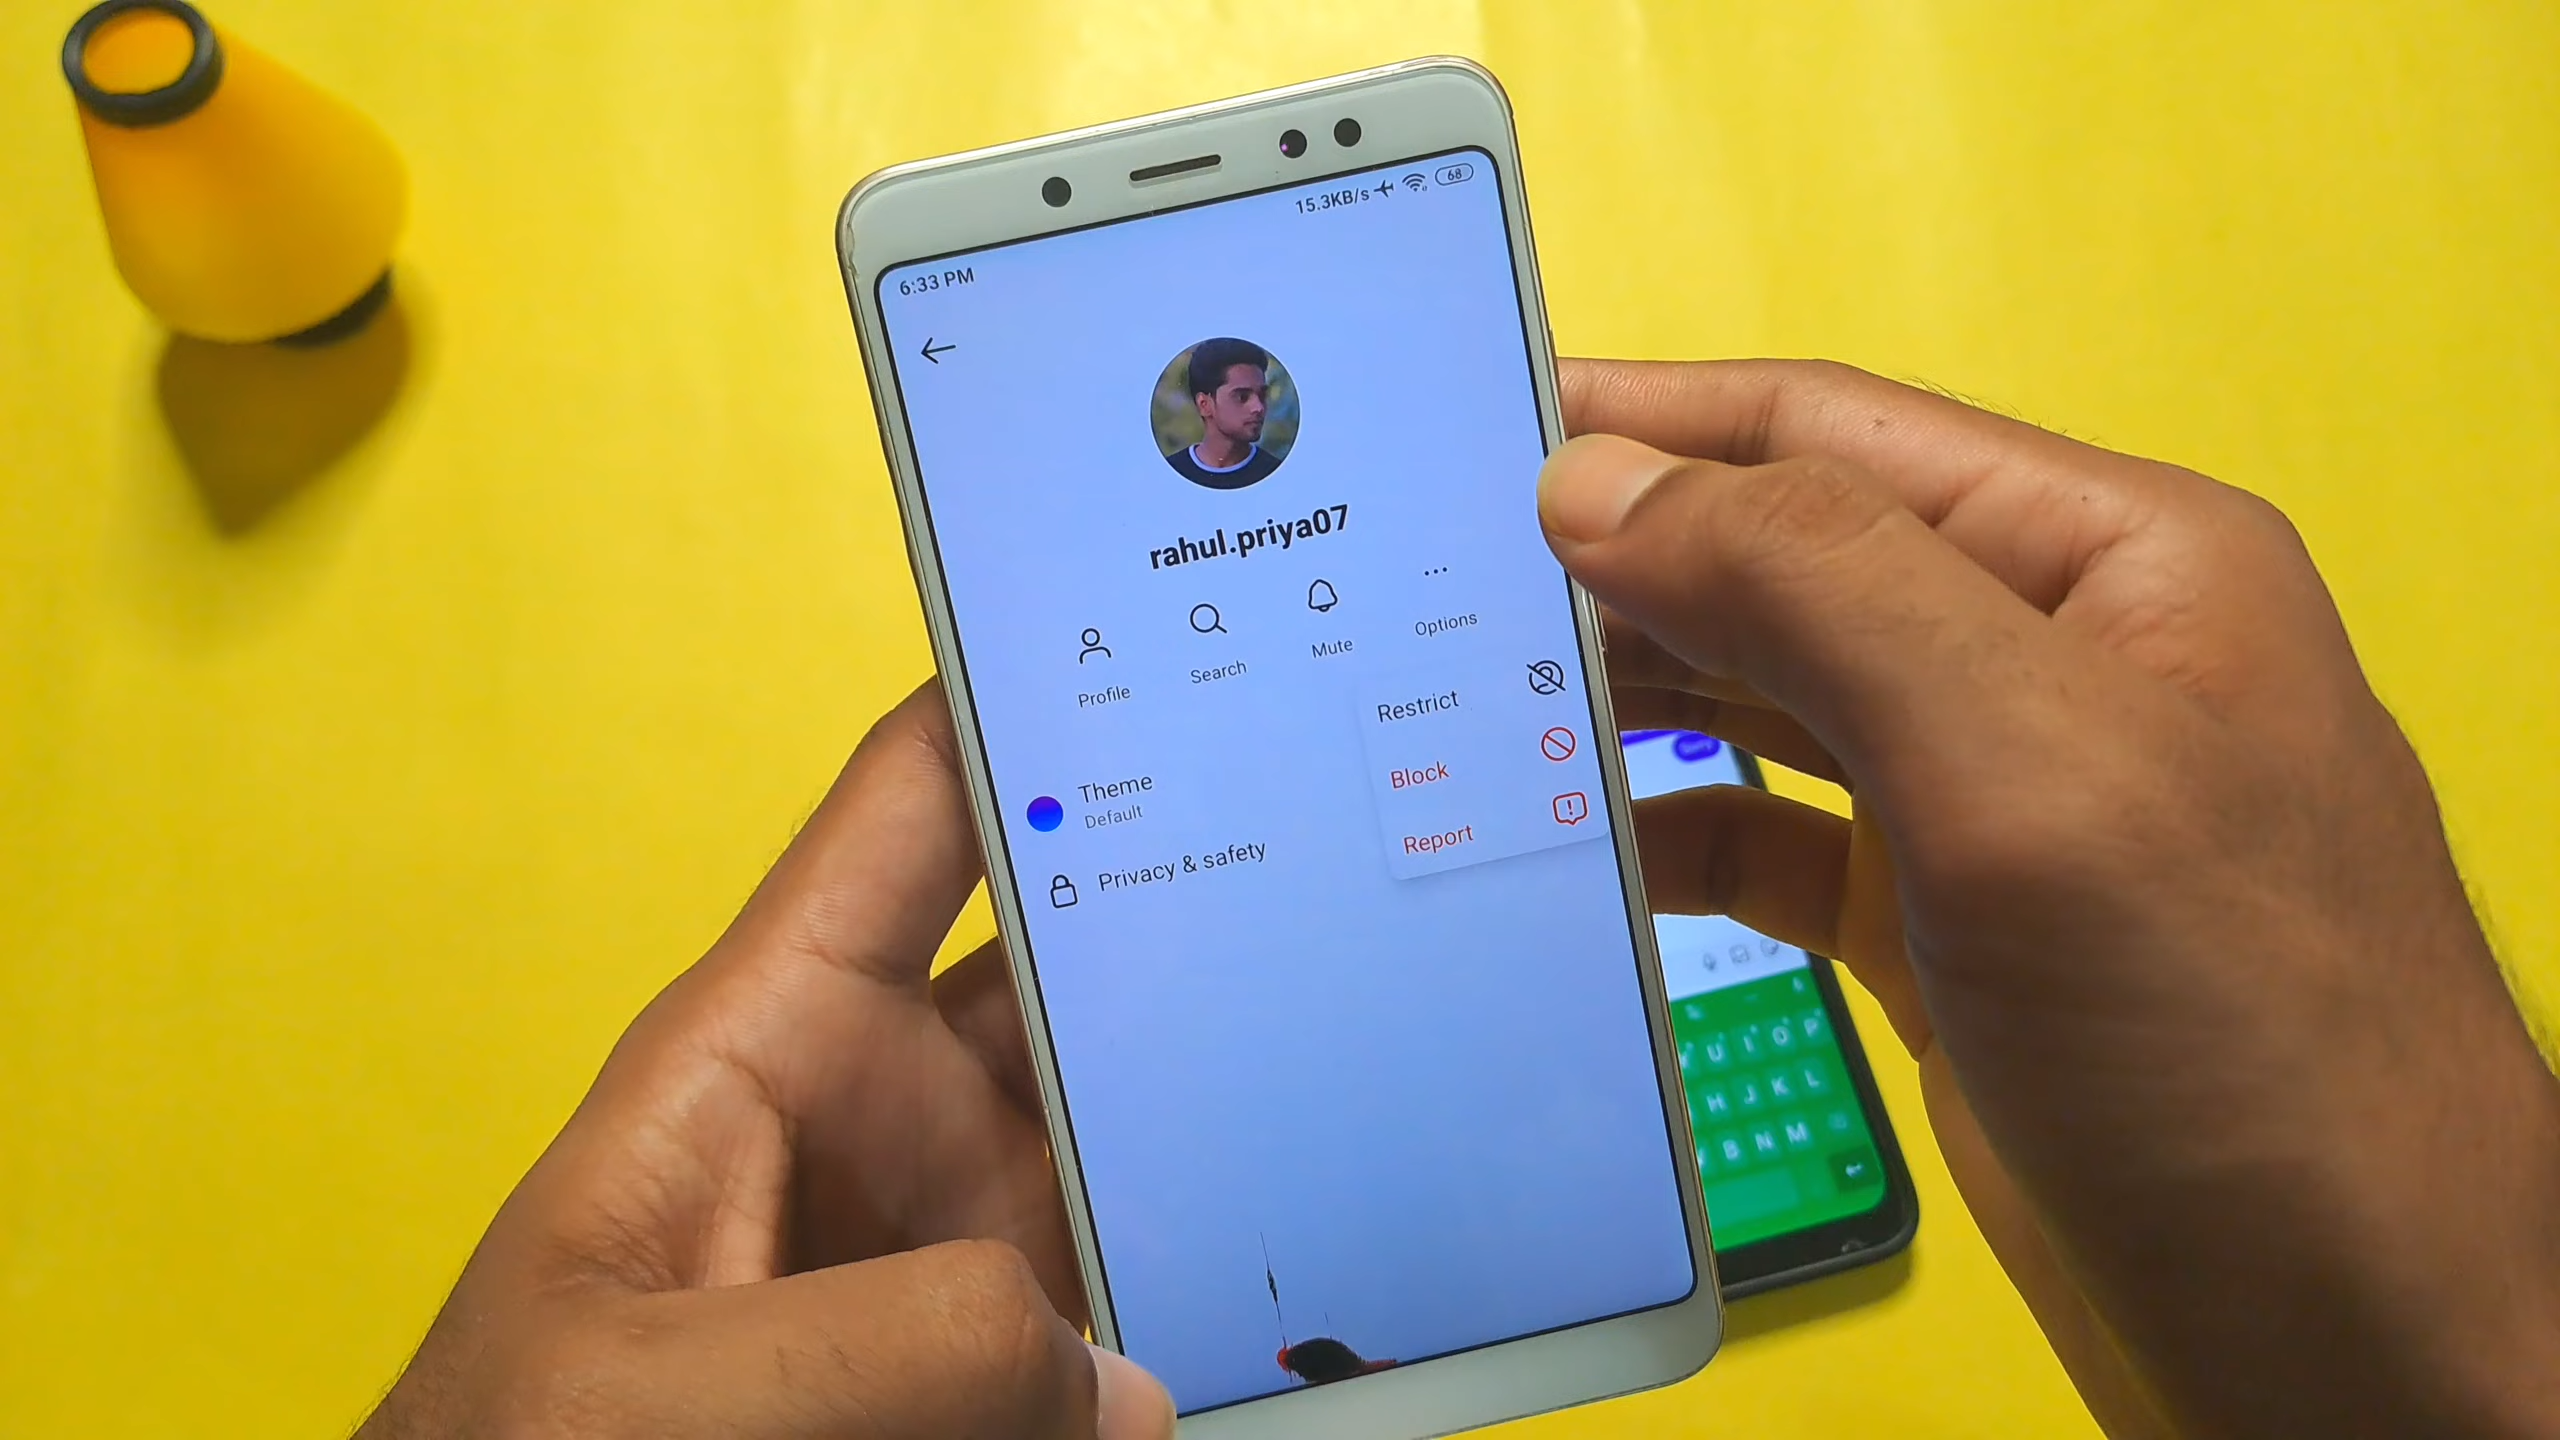 15.3KB/s 68
6:33 PM
rahul.priya07
Profile
Search
Mute
Options
Restrict
Block
Report
Theme
Default
Privacy & safety
U I O P
H J K L
B N M